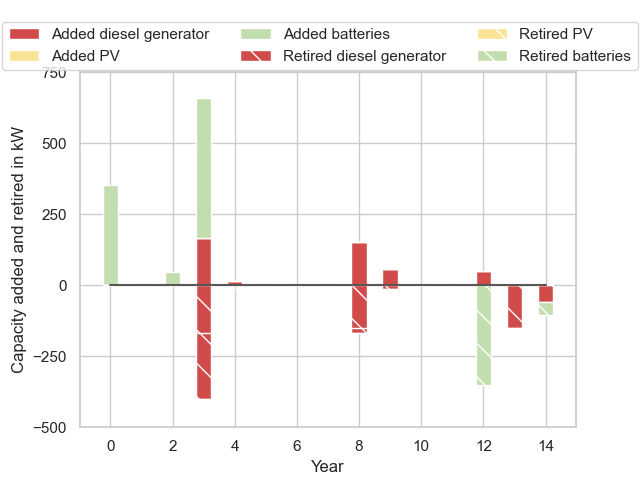 Added diesel generator
Added PV
Added batteries
Retired diesel generator
Retired PV
Retired batteries
750
500
250
0
−250
−500
Capacity added and retired in kW
0 2 4 6 8 10 12 14
Year